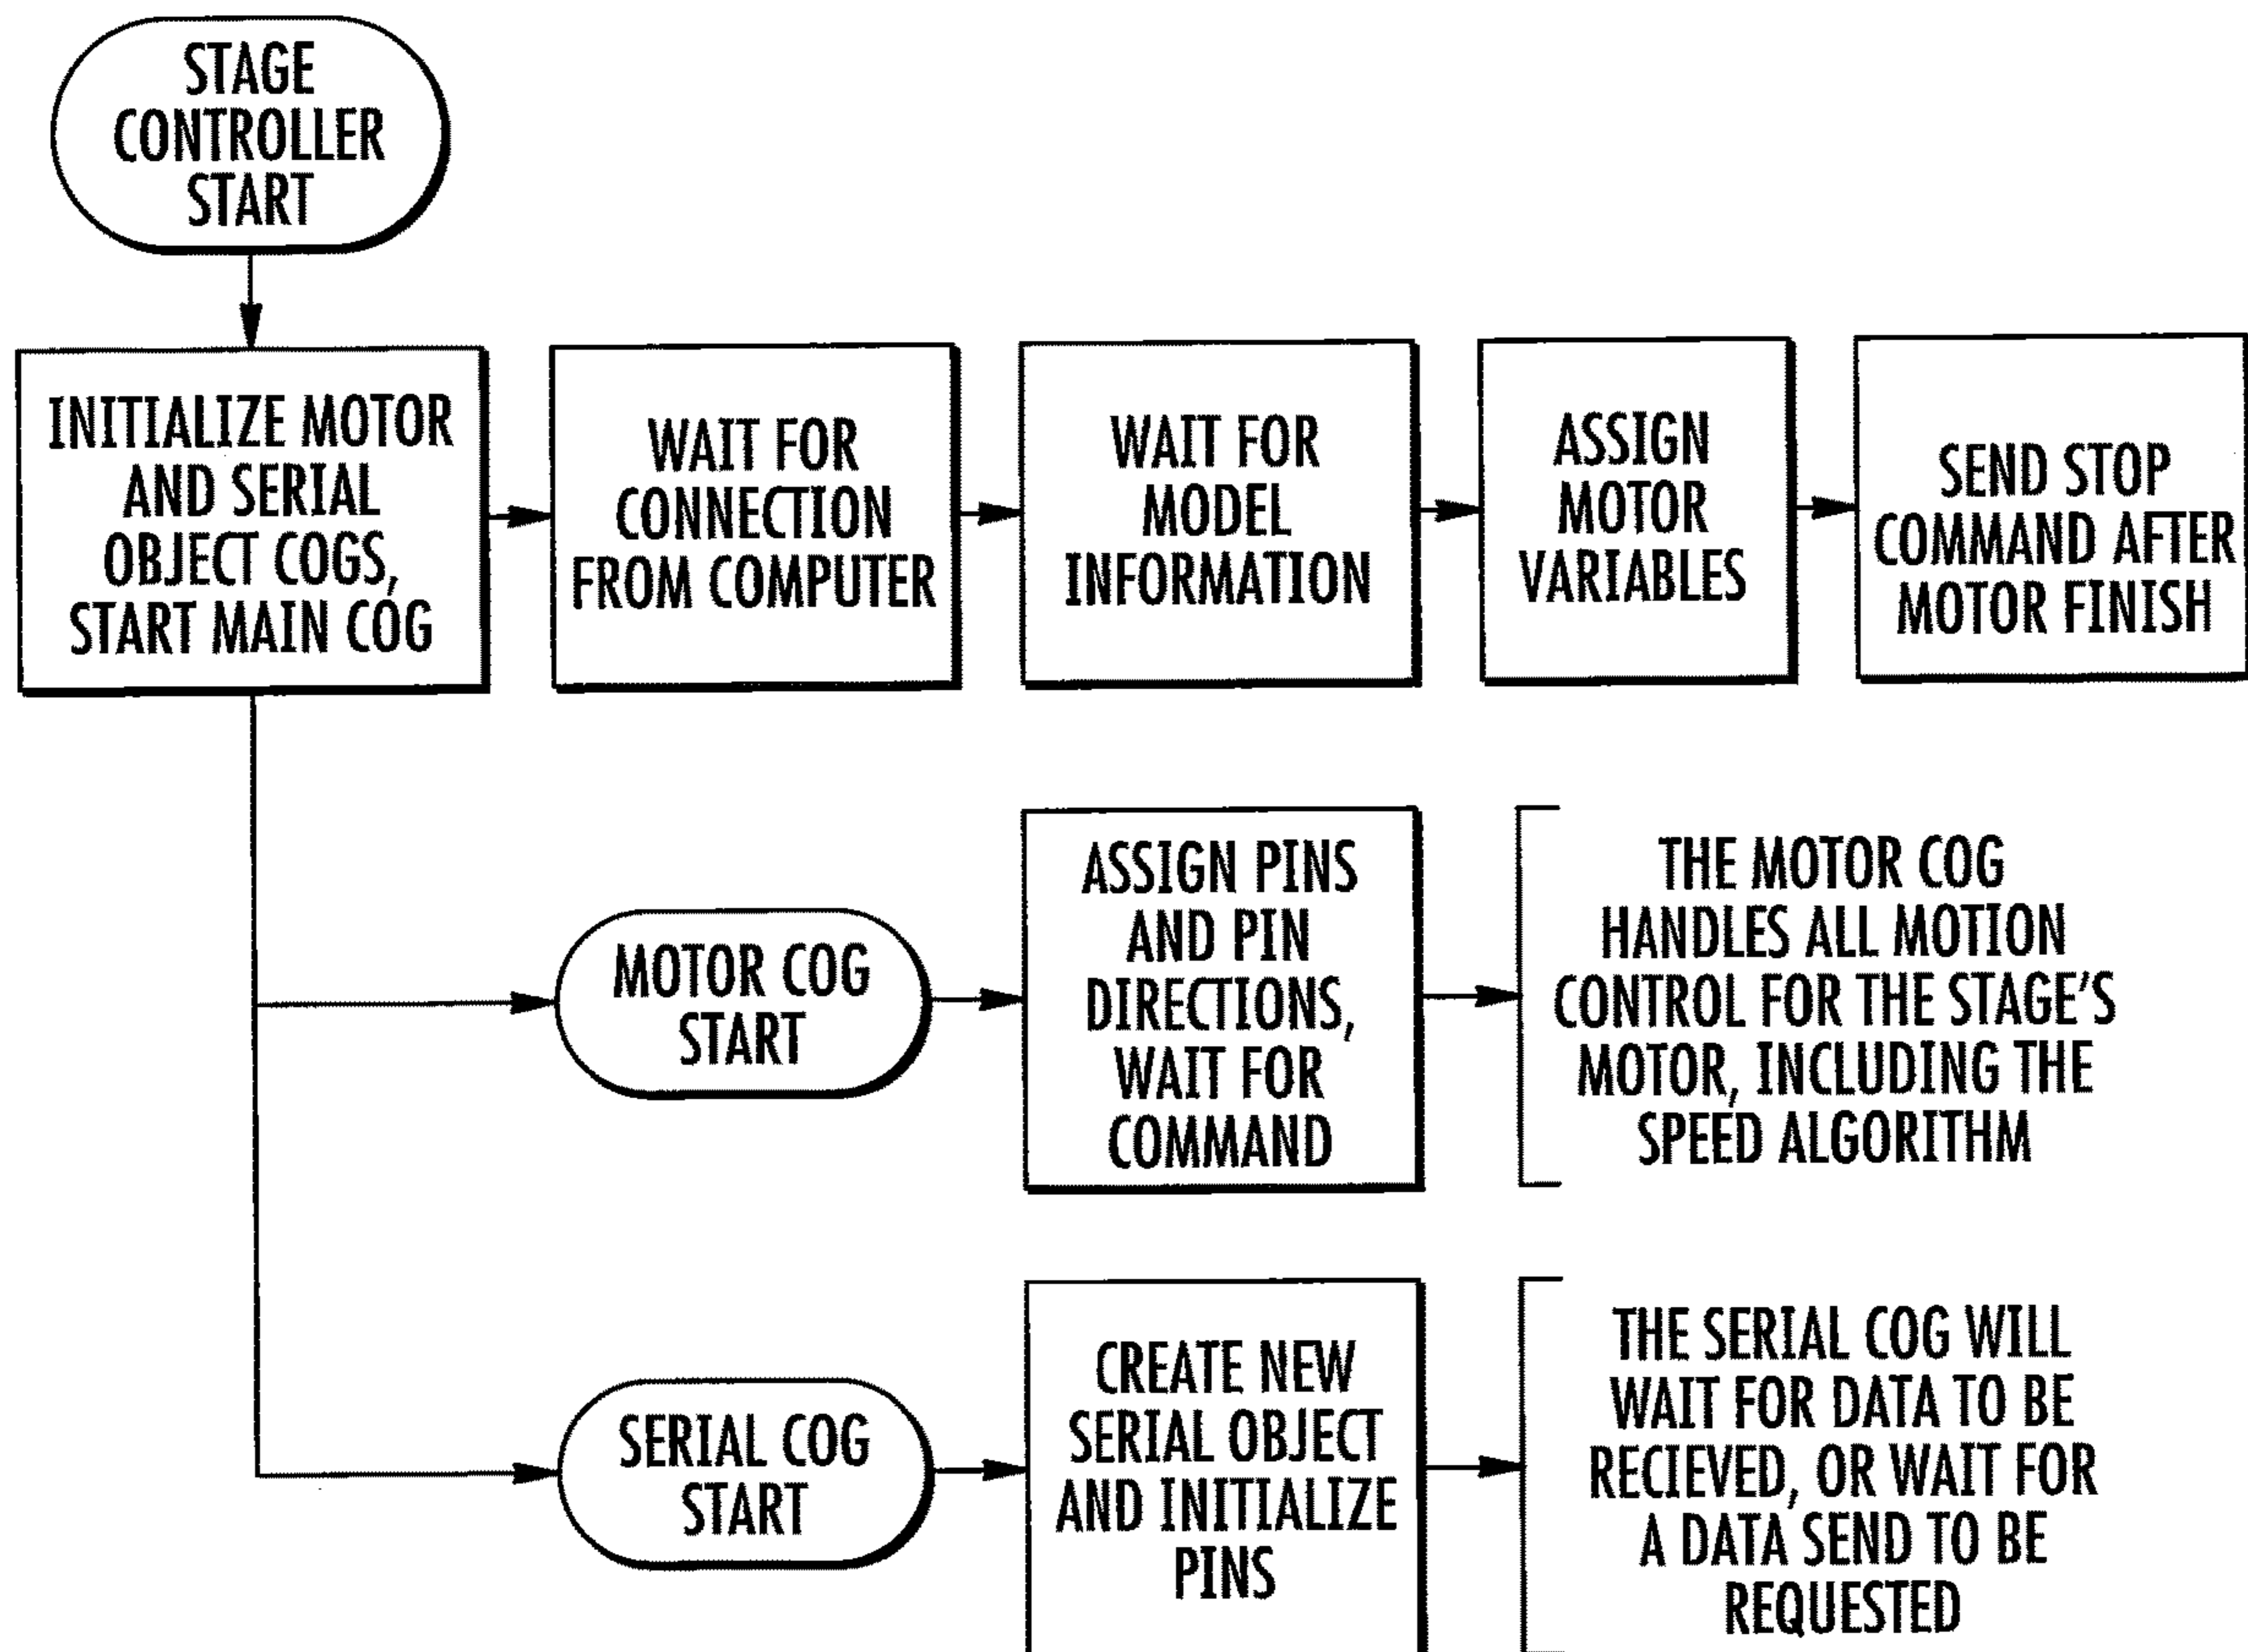 STAGE
CONTROLLER
START
INITIALIZE MOTOR
AND SERIAL
OBJECT COGS,
START MAIN COG
WAIT FOR
CONNECTION
FROM COMPUTER
WAIT FOR
MODEL
INFORMATION
ASSIGN
MOTOR
VARIABLES
SEND STOP
COMMAND AFTER
MOTOR FINISH
MOTOR COG
START
ASSIGN PINS
AND PIN
DIRECTIONS,
WAIT FOR
COMMAND
THE MOTOR COG
HANDLES ALL MOTION
CONTROL FOR THE STAGE'S
MOTOR, INCLUDING THE
SPEED ALGORITHM
SERIAL COG
START
CREATE NEW
SERIAL OBJECT
AND INITIALIZE
PINS
THE SERIAL COG WILL
WAIT FOR DATA TO BE
RECIEVED, OR WAIT FOR
A DATA SEND TO BE
REQUESTED